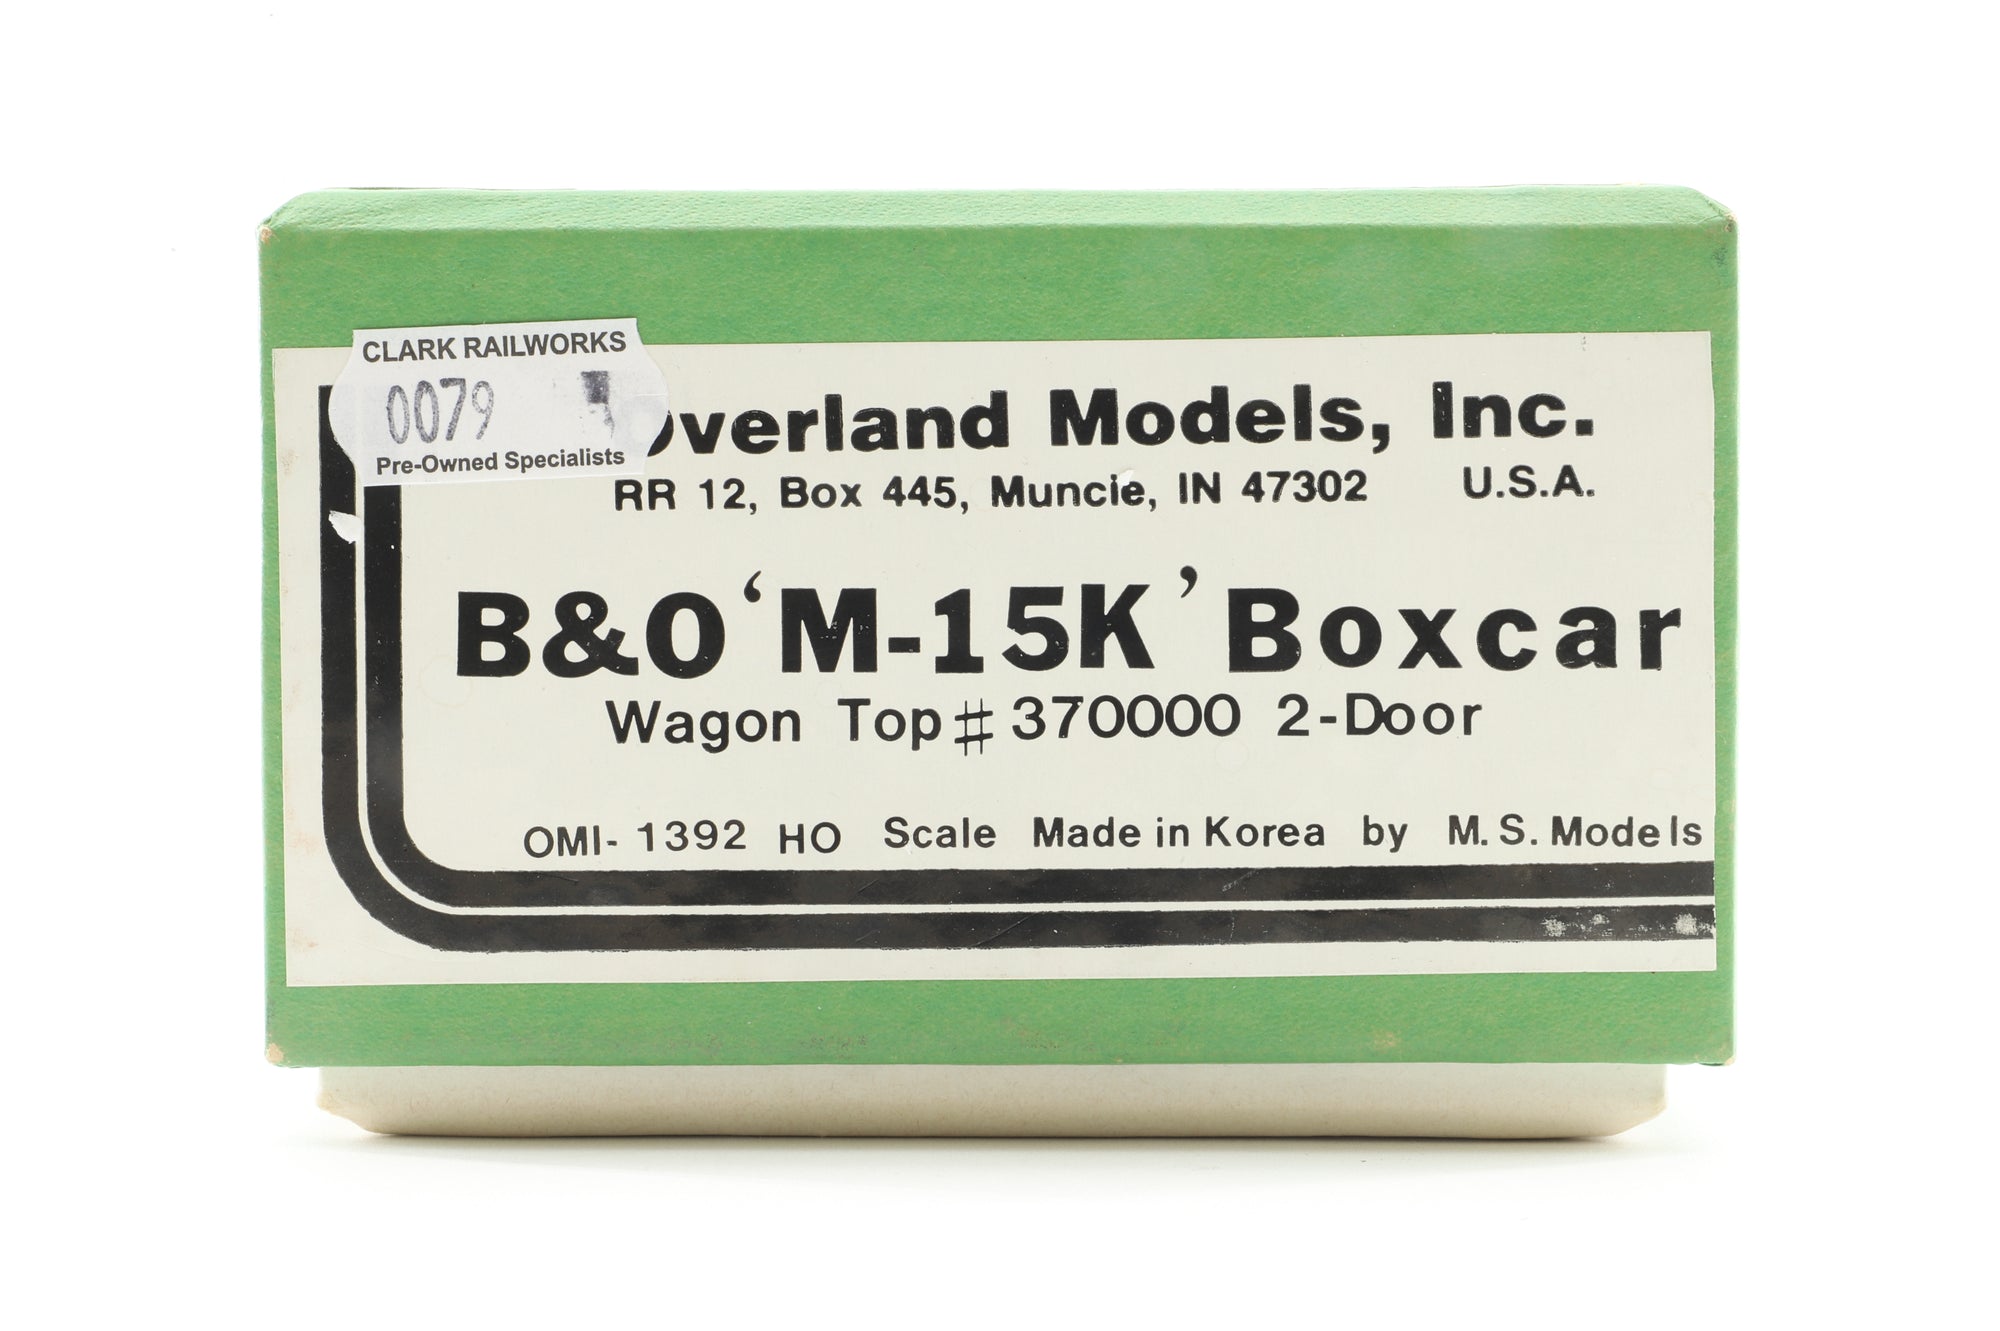 CLARK RAILWORKS
0079
Pre-Owned Specialists
Overland Models, Inc.
RR 12, Box 445, Muncie, IN 47302 U.S.A.
B&O ‘M-15K’ Boxcar
Wagon Top # 370000 2-Door
OMI- 1392 HO Scale Made in Korea by M. S. Models